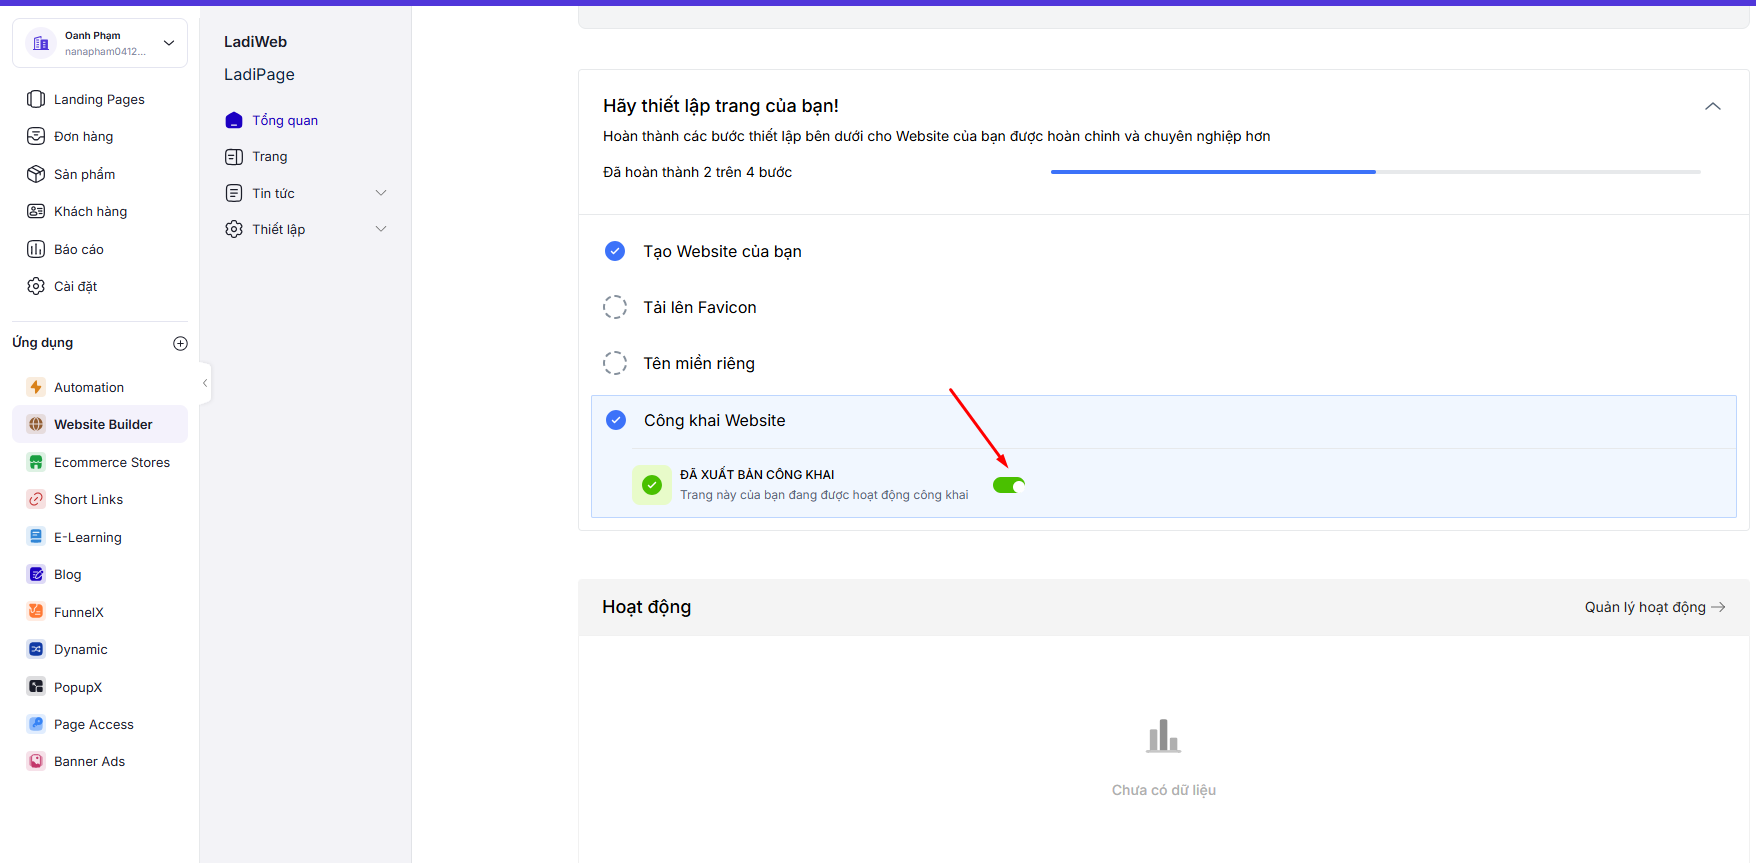 Oanh Phạm
nanapham0412...
Landing Pages
Đơn hàng
Sản phẩm
Khách hàng
Báo cáo
Cài đặt
Ứng dụng
Automation
Website Builder
Ecommerce Stores
Short Links
E-Learning
Blog
FunnelX
Dynamic
PopupX
Page Access
Banner Ads
LadiWeb
LadiPage
Tổng quan
Trang
Tin tức
Thiết lập
Hãy thiết lập trang của bạn!
Hoàn thành các bước thiết lập bên dưới cho Website của bạn được hoàn chỉnh và chuyên nghiệp hơn
Đã hoàn thành 2 trên 4 bước
Tạo Website của bạn
Tải lên Favicon
Tên miền riêng
Công khai Website
ĐÃ XUẤT BẢN CÔNG KHAI
Trang này của bạn đang được hoạt động công khai
Hoạt động
Quản lý hoạt động
Chưa có dữ liệu